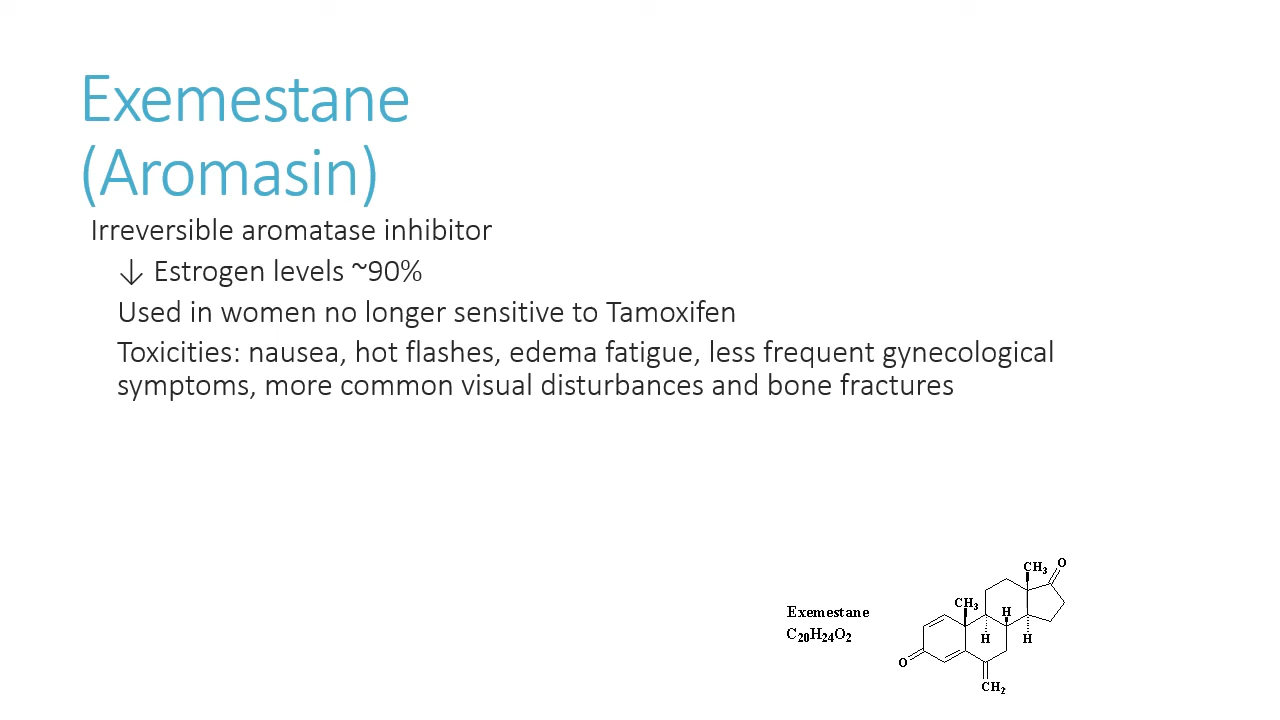 Exemestane
(Aromasin)
Irreversible aromatase inhibitor
↓ Estrogen levels ~90%
Used in women no longer sensitive to Tamoxifen
Toxicities: nausea, hot flashes, edema fatigue, less frequent gynecological
symptoms, more common visual disturbances and bone fractures
CH3 O
Exemestane
CH3 H
C20H24O2
H H
O
CH2